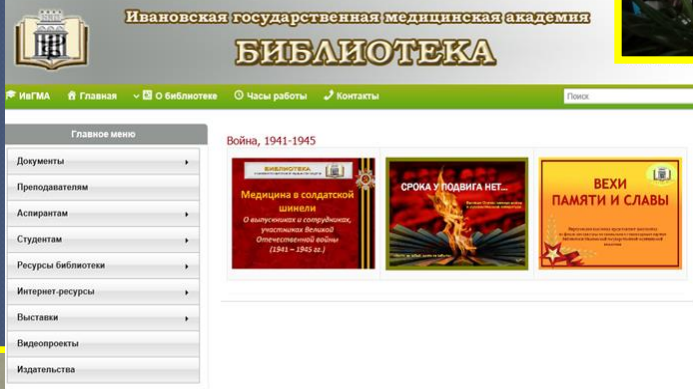 Ивановская государственная медицинская академия
БИБЛИОТЕКА
ИвГМА Главная О библиотеке Часы работы Контакты Поиск
Главное меню
Документы
Преподавателям
Аспирантам
Студентам
Ресурсы библиотеки
Интернет-ресурсы
Выставки
Видеопроекты
Издательства
Война, 1941-1945
БИБЛИОТЕКА
Медицина в солдатской
шинели
О выпускниках и сотрудниках,
участниках Великой
Отечественной войны
(1941 – 1945 гг.)
СРОКА У ПОДВИГА НЕТ...
ВЕХИ
ПАМЯТИ И СЛАВЫ